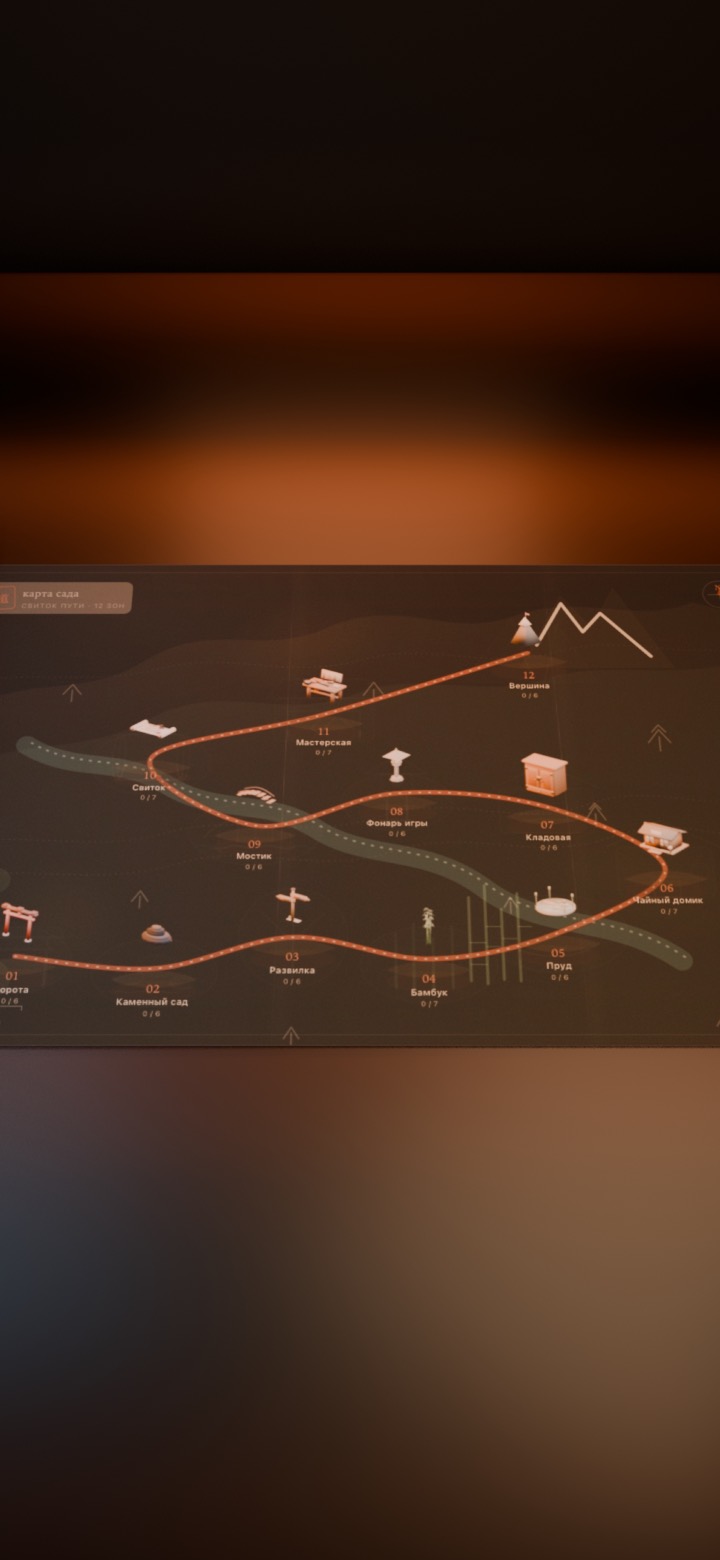 карта сада
СВИТОК ПУТИ · 12 ЗОН
12
Вершина
0 / 6
11
Мастерская
0 / 7
10
Свиток
0 / 7
09
Мостик
0 / 6
08
Фонарь игры
0 / 6
07
Кладовая
0 / 6
06
Чайный домик
0 / 7
05
Пруд
0 / 6
04
Бамбук
0 / 7
03
Развилка
0 / 6
02
Каменный сад
0 / 6
01
орота
0 / 6